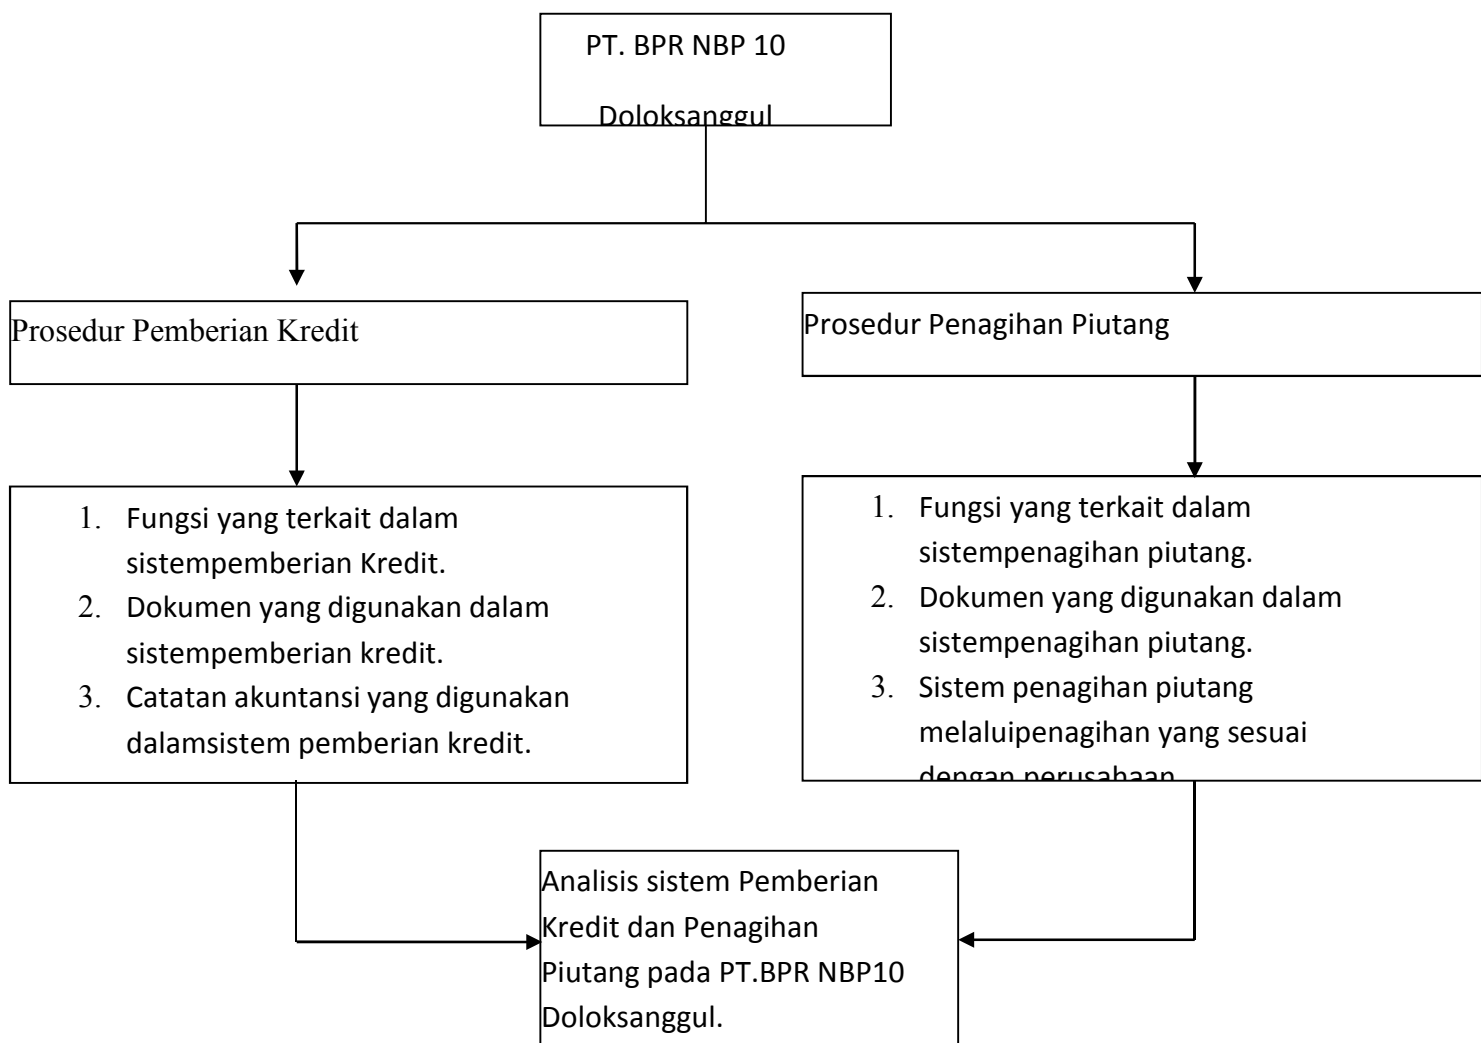 PT. BPR NBP 10
Doloksanggul
Prosedur Pemberian Kredit
Prosedur Penagihan Piutang
1. Fungsi yang terkait dalam
sistempemberian Kredit.
2. Dokumen yang digunakan dalam
sistempemberian kredit.
3. Catatan akuntansi yang digunakan
dalamsistem pemberian kredit.
1. Fungsi yang terkait dalam
sistempenagihan piutang.
2. Dokumen yang digunakan dalam
sistempenagihan piutang.
3. Sistem penagihan piutang
melaluipenagihan yang sesuai
dengan perusahaan
Analisis sistem Pemberian
Kredit dan Penagihan
Piutang pada PT.BPR NBP10
Doloksanggul.